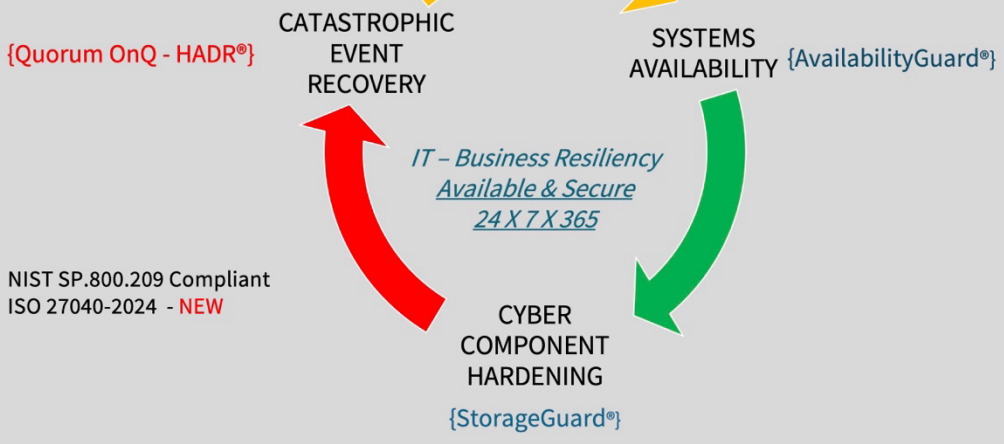 CATASTROPHIC
EVENT
RECOVERY
{Quorum OnQ - HADR®}
SYSTEMS
AVAILABILITY
{AvailabilityGuard®}
IT – Business Resiliency
Available & Secure
24 X 7 X 365
NIST SP.800.209 Compliant
ISO 27040-2024 - NEW
CYBER
COMPONENT
HARDENING
{StorageGuard®}